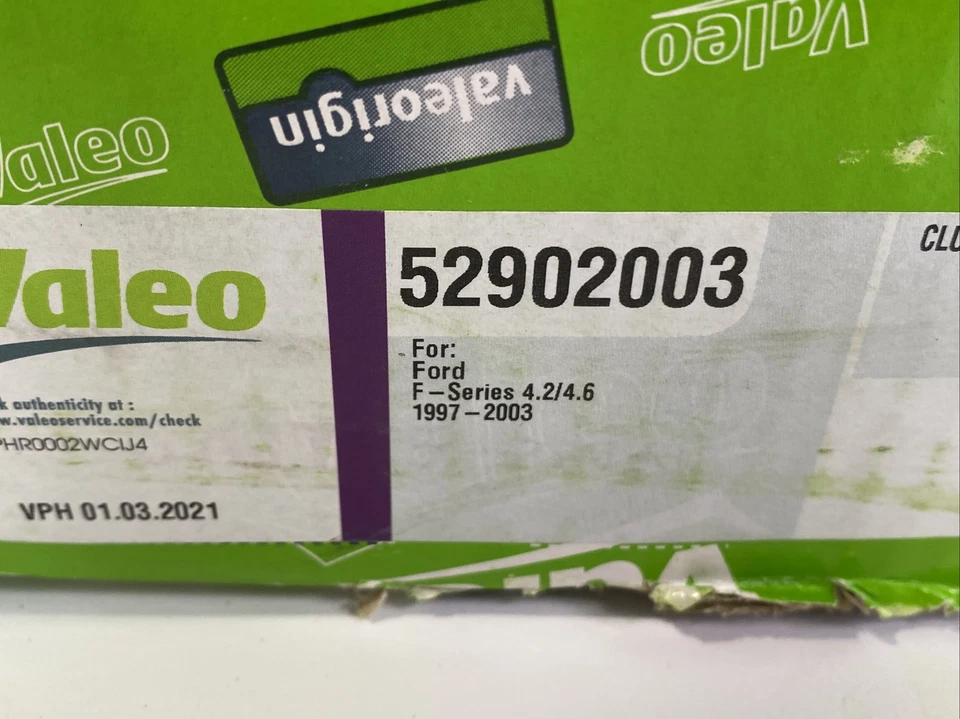 Valeo
valeorigin
Valeo
Valeo
52902003
CLU
For:
Ford
F-Series 4.2/4.6
1997-2003
k authenticity at :
w.valeoservice.com/check
PHR0002WCIJ4
VPH 01.03.2021